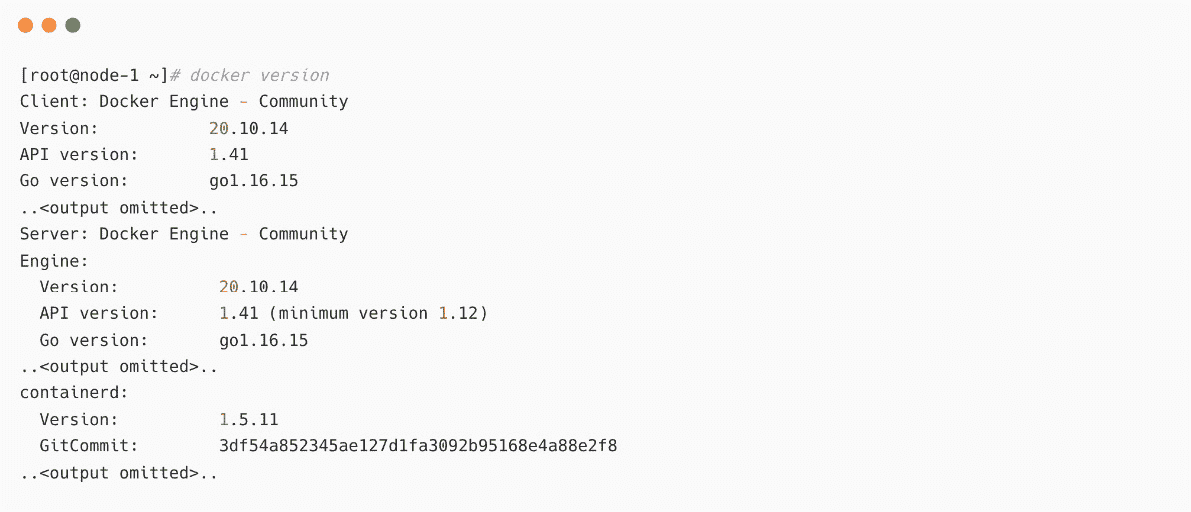 [root@node-1 ~]# docker version
Client: Docker Engine - Community
Version:           20.10.14
API version:       1.41
Go version:        go1.16.15
..<output omitted>..
Server: Docker Engine - Community
Engine:
  Version:          20.10.14
  API version:      1.41 (minimum version 1.12)
  Go version:       go1.16.15
..<output omitted>..
containerd:
  Version:          1.5.11
  GitCommit:        3df54a852345ae127d1fa3092b95168e4a88e2f8
..<output omitted>..